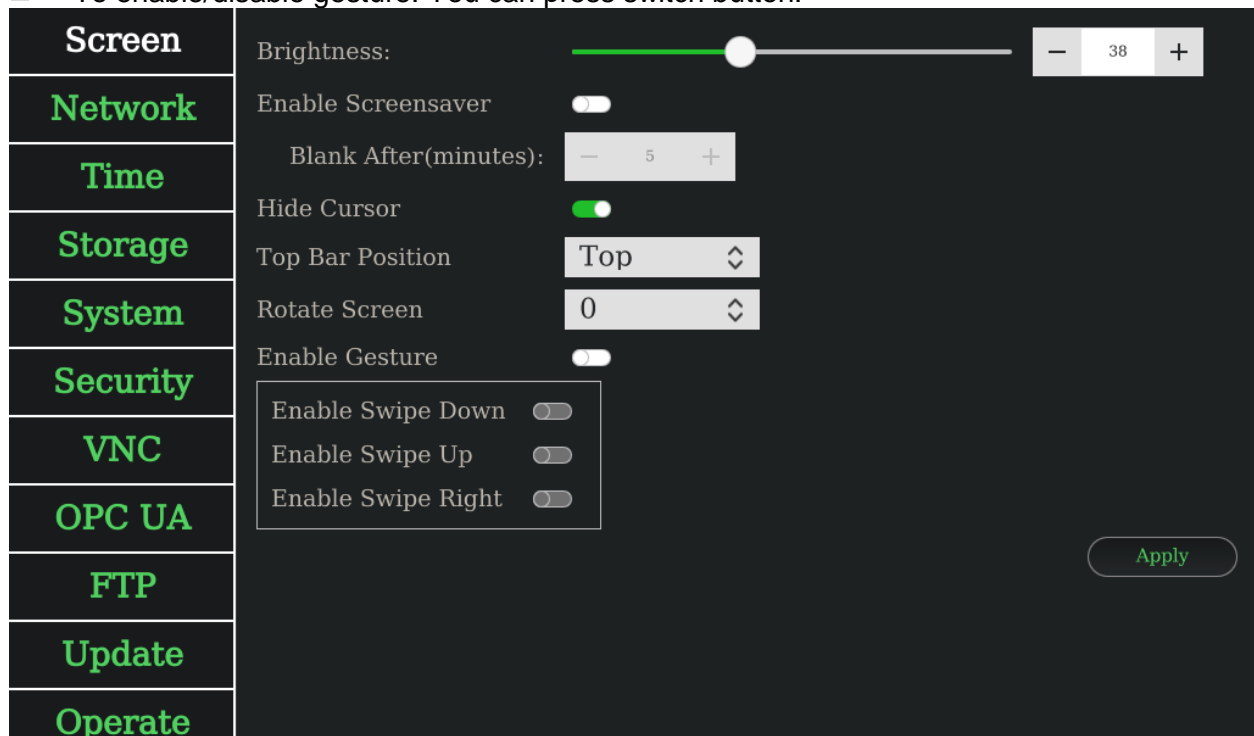 To enable/disable gesture. You can press switch button.
Screen
Network
Time
Storage
System
Security
VNC
OPC UA
FTP
Update
Operate
Brightness: − 38 +
Enable Screensaver
Blank After(minutes): − 5 +
Hide Cursor
Top Bar Position Top
Rotate Screen 0
Enable Gesture
Enable Swipe Down
Enable Swipe Up
Enable Swipe Right
Apply